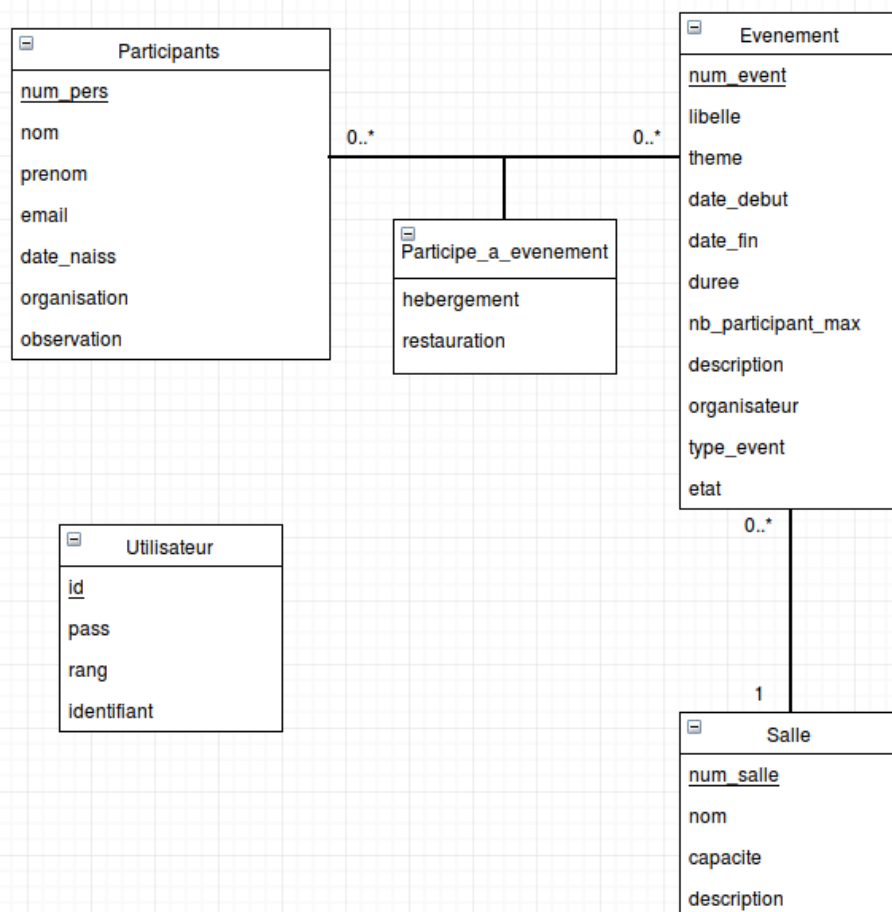 Participants
num_pers
nom
prenom
email
date_naiss
organisation
observation
0..*
0..*
Participe_a_evenement
hebergement
restauration
Evenement
num_event
libelle
theme
date_debut
date_fin
duree
nb_participant_max
description
organisateur
type_event
etat
0..*
1
Utilisateur
id
pass
rang
identifiant
Salle
num_salle
nom
capacite
description